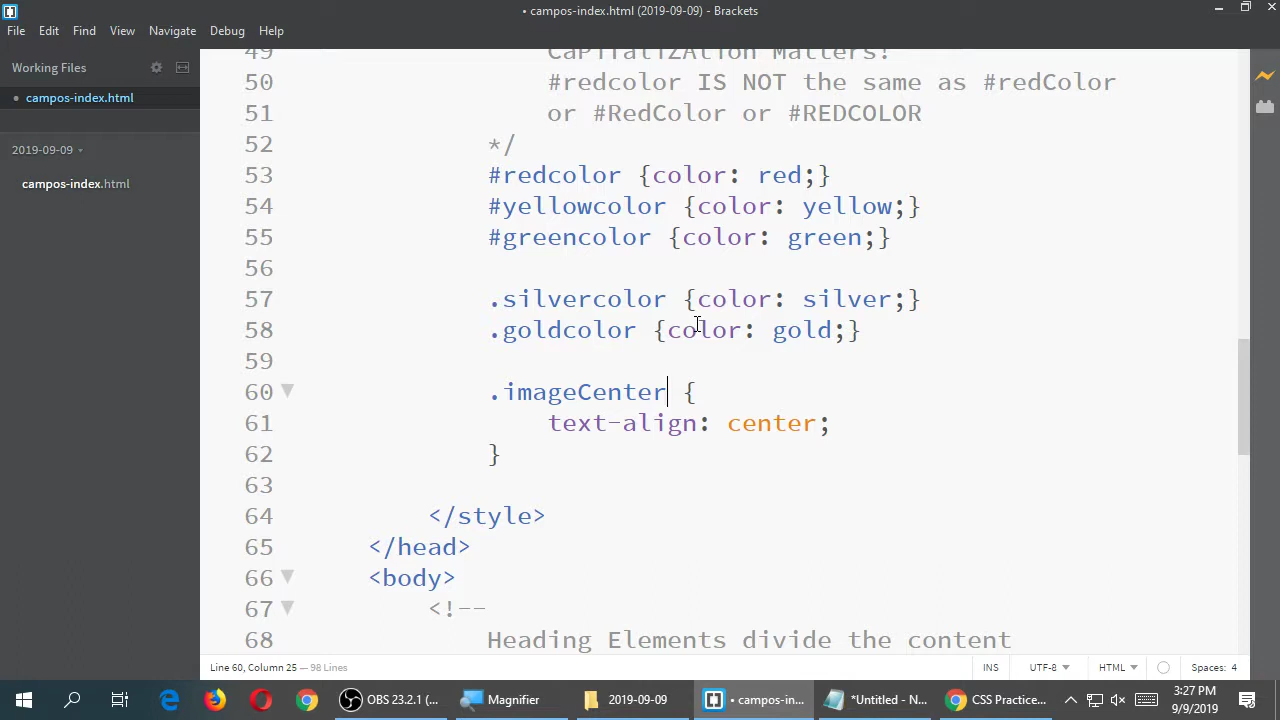 • campos-index.html (2019-09-09) - Brackets
File Edit Find View Navigate Debug Help
Working Files
• campos-index.html
2019-09-09
campos-index.html
49 CaPitaliZAtion Matters!
50 #redcolor IS NOT the same as #redColor
51 or #RedColor or #REDCOLOR
52 */
53 #redcolor {color: red;}
54 #yellowcolor {color: yellow;}
55 #greencolor {color: green;}
56
57 .silvercolor {color: silver;}
58 .goldcolor {color: gold;}
59
60 .imageCenter {
61 text-align: center;
62 }
63
64 </style>
65 </head>
66 <body>
67 <!--
68 Heading Elements divide the content
Line 60, Column 25 — 98 Lines
INS UTF-8 HTML Spaces: 4
OBS 23.2.1 (... Magnifier 2019-09-09 • campos-in... *Untitled - N... CSS Practice...
3:27 PM
9/9/2019